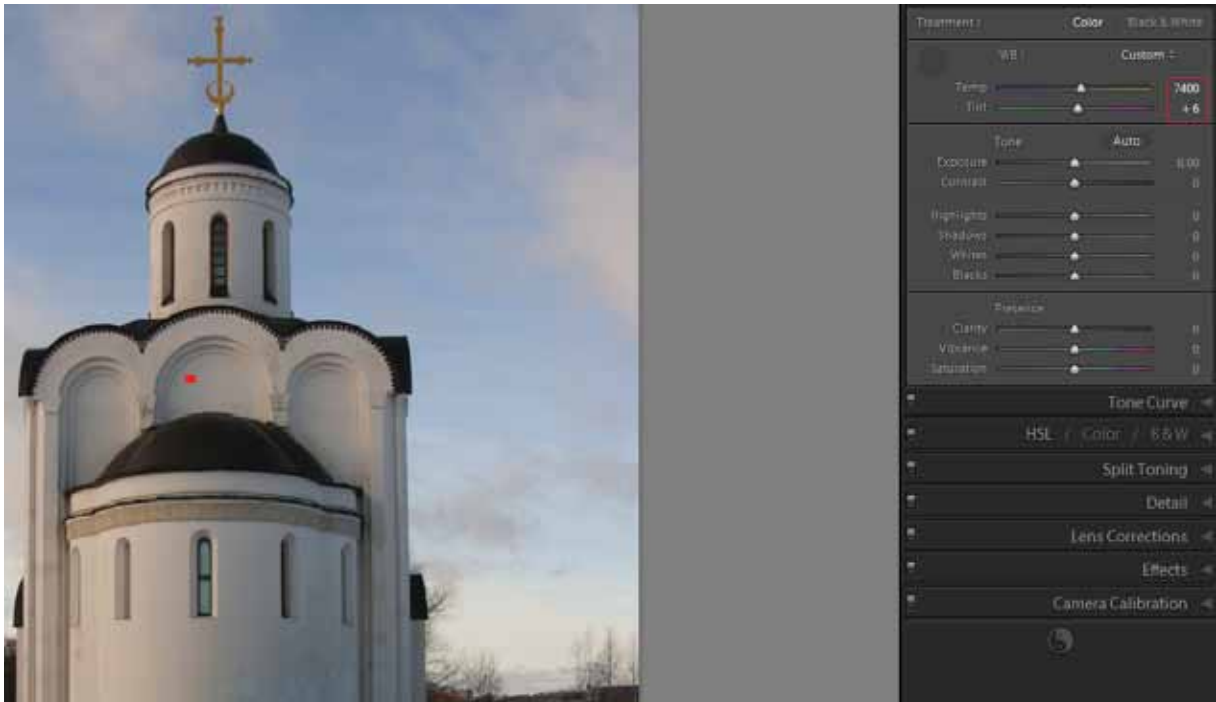 Treatment : Color Black & White
WB : Custom
Temp 7400
Tint + 6
Tone Auto
Exposure 0.00
Contrast 0
Highlights 0
Shadows 0
Whites 0
Blacks 0
Presence
Clarity 0
Vibrance 0
Saturation 0
Tone Curve
HSL / Color / B & W
Split Toning
Detail
Lens Corrections
Effects
Camera Calibration